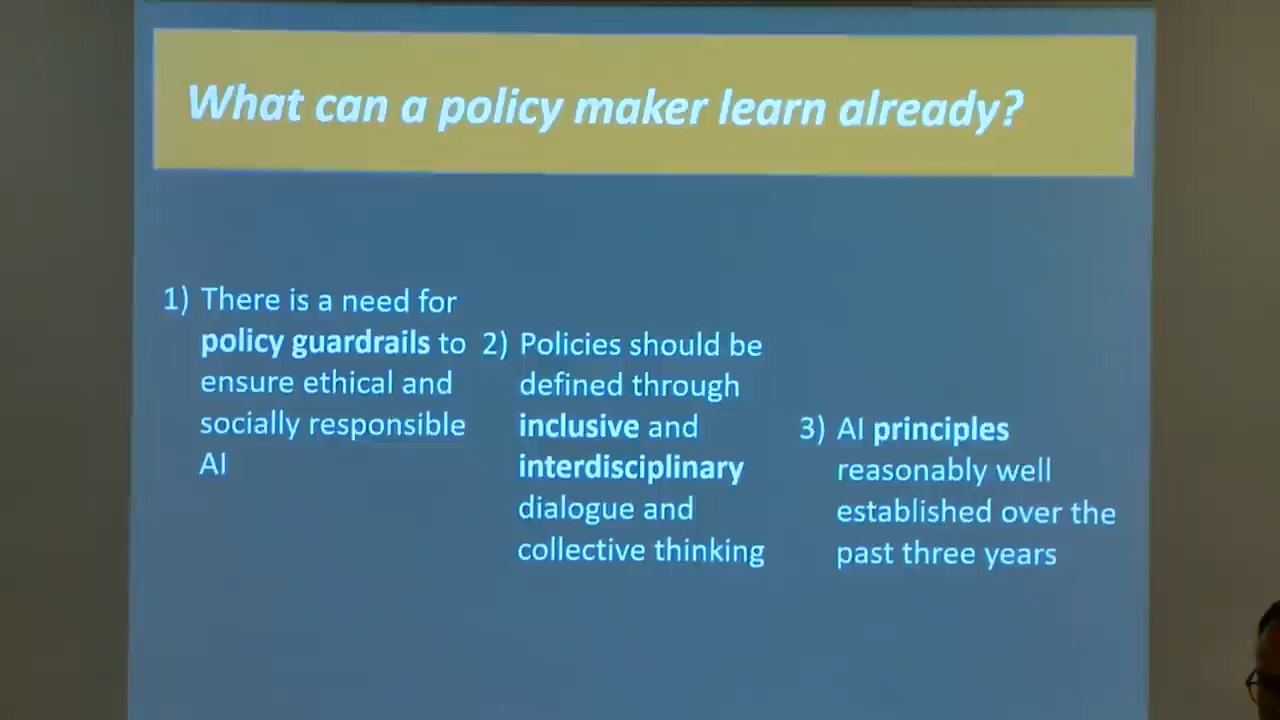 What can a policy maker learn already?
1) There is a need for
policy guardrails to
ensure ethical and
socially responsible
AI
2) Policies should be
defined through
inclusive and
interdisciplinary
dialogue and
collective thinking
3) AI principles
reasonably well
established over the
past three years